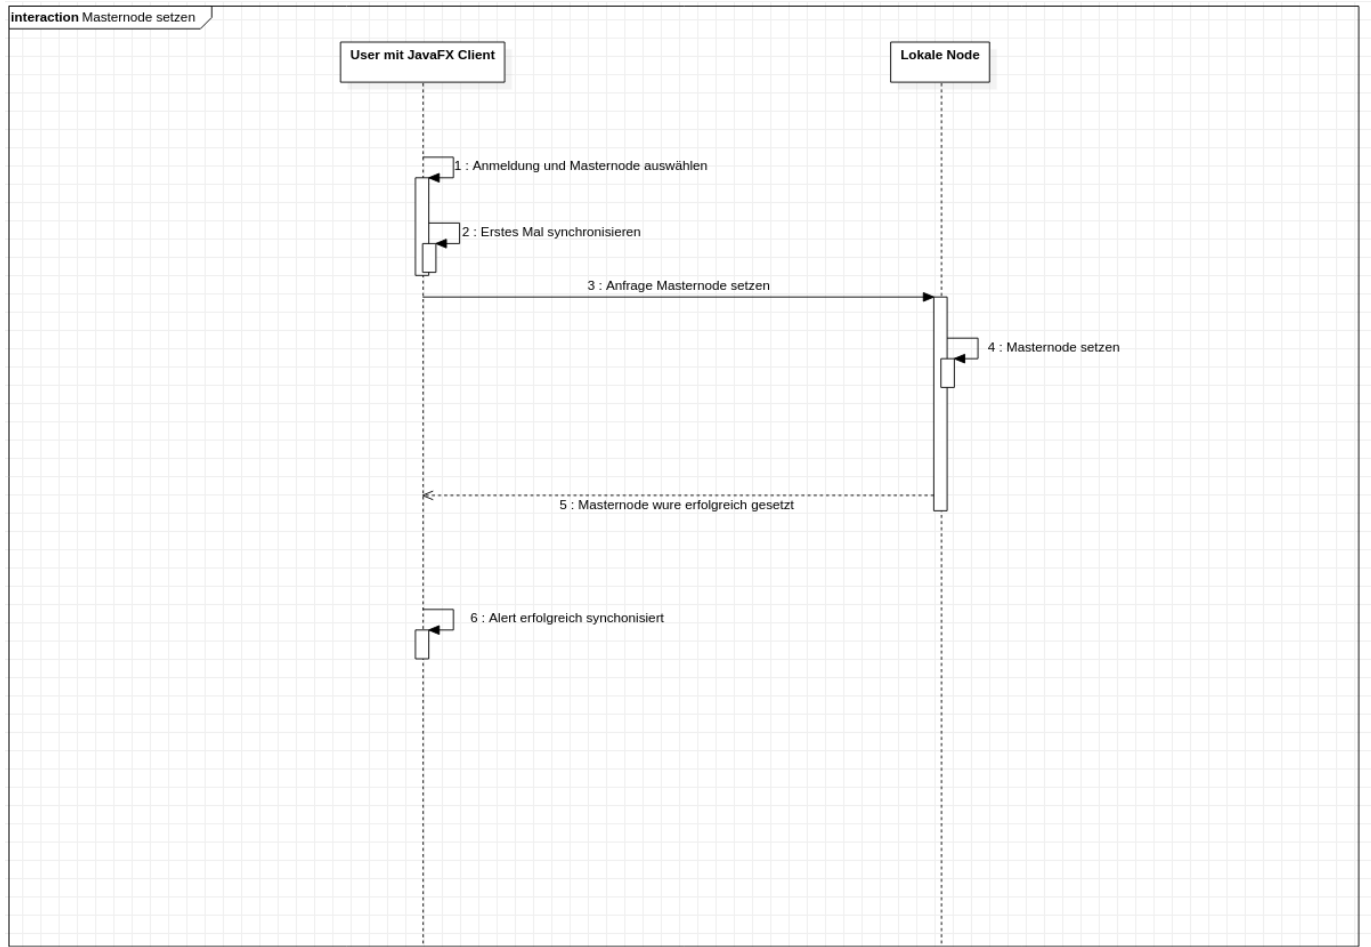 interaction Masternode setzen
User mit JavaFX Client
Lokale Node
1 : Anmeldung und Masternode auswählen
2 : Erstes Mal synchronisieren
3 : Anfrage Masternode setzen
4 : Masternode setzen
5 : Masternode wure erfolgreich gesetzt
6 : Alert erfolgreich synchonisiert